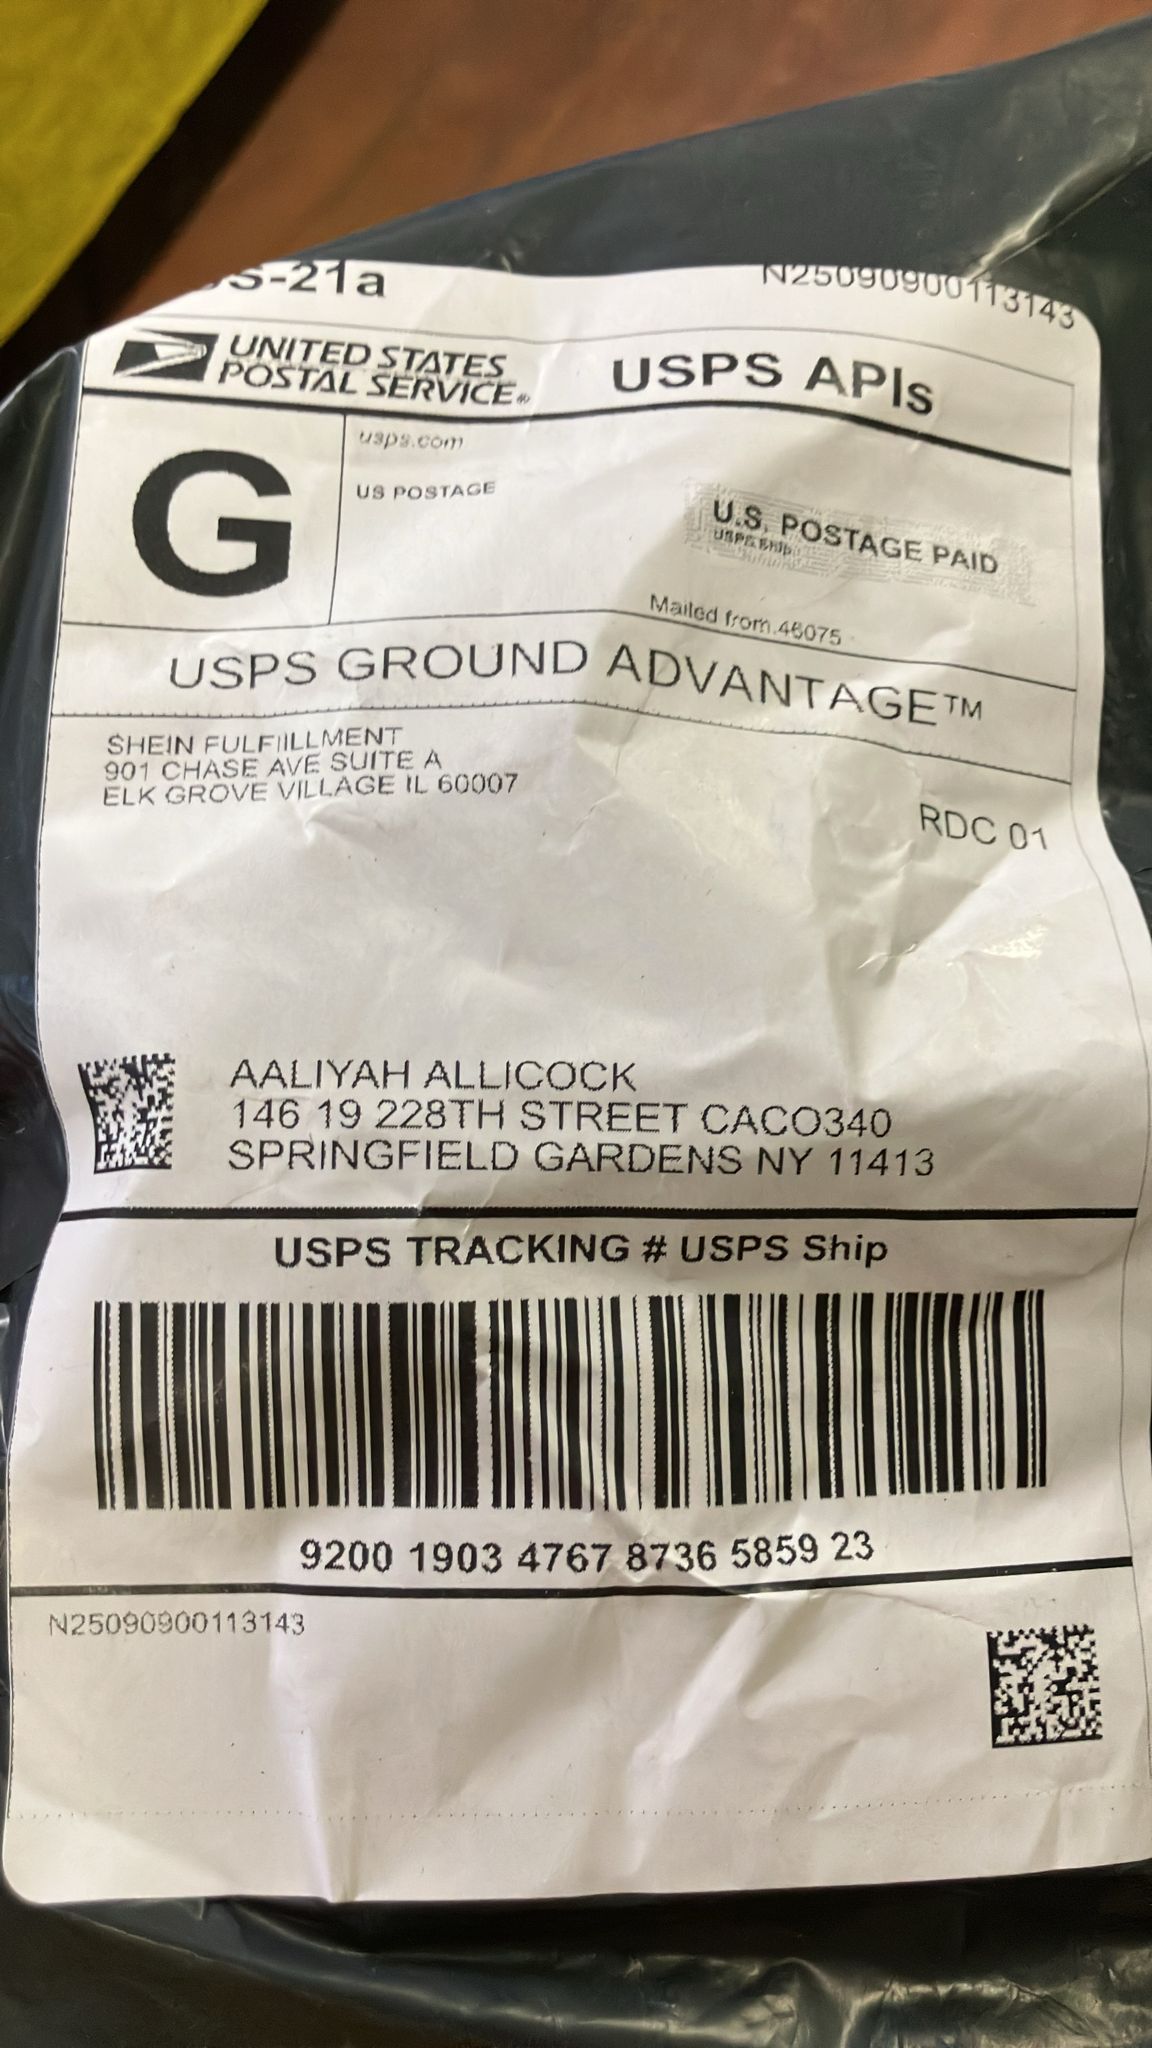 S-21a
N25090900113143
UNITED STATES
POSTAL SERVICE®
USPS APIs
G
usps.com
US POSTAGE
U.S. POSTAGE PAID
USPS Ship
Mailed from 46075
USPS GROUND ADVANTAGE™
SHEIN FULFIILLMENT
901 CHASE AVE SUITE A
ELK GROVE VILLAGE IL 60007
RDC 01
AALIYAH ALLICOCK
146 19 228TH STREET CACO340
SPRINGFIELD GARDENS NY 11413
USPS TRACKING # USPS Ship
9200 1903 4767 8736 5859 23
N25090900113143